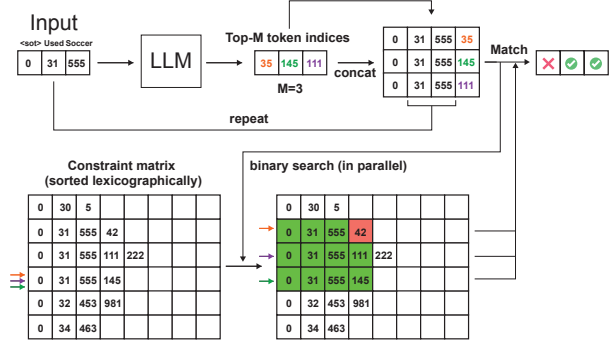 Input
<sot> Used Soccer
0 31 555
LLM
Top-M token indices
35 145 111
M=3
concat
0 31 555 35
0 31 555 145
0 31 555 111
Match
repeat
Constraint matrix
(sorted lexicographically)
0 30 5
0 31 555 42
0 31 555 111 222
0 31 555 145
0 32 453 981
0 34 463
binary search (in parallel)
0 30 5
0 31 555 42
0 31 555 111 222
0 31 555 145
0 32 453 981
0 34 463